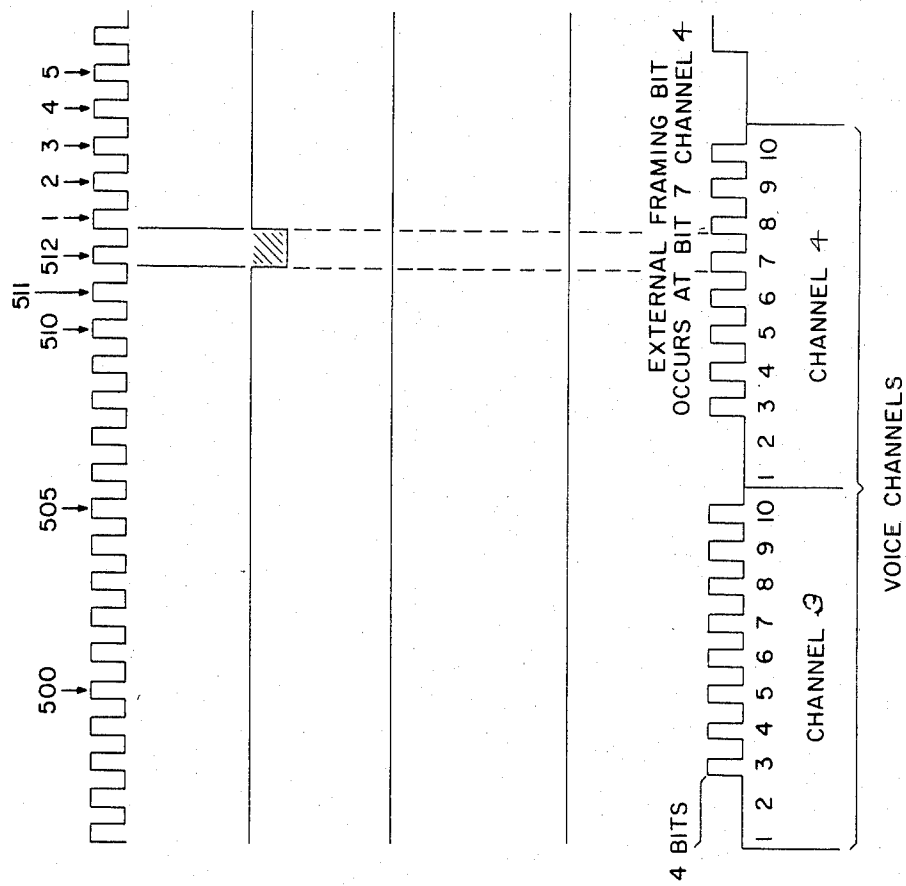 511
510 512 1 2 3 4 5
500 505
EXTERNAL FRAMING BIT
OCCURS AT BIT 7 CHANNEL 4
4 BITS
1 2 3 4 5 6 7 8 9 10 1 2 3 4 5 6 7 8 9 10
CHANNEL 3 CHANNEL 4
VOICE CHANNELS